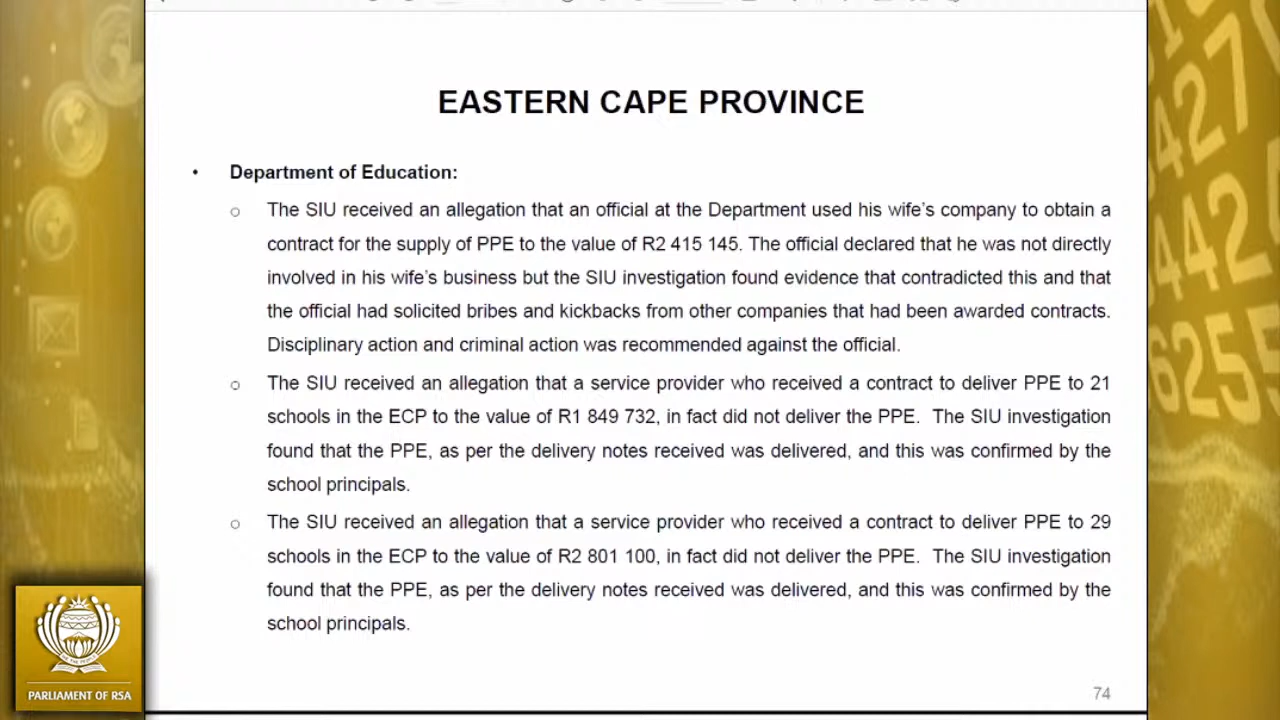 EASTERN CAPE PROVINCE
• Department of Education:
o The SIU received an allegation that an official at the Department used his wife's company to obtain a
contract for the supply of PPE to the value of R2 415 145. The official declared that he was not directly
involved in his wife's business but the SIU investigation found evidence that contradicted this and that
the official had solicited bribes and kickbacks from other companies that had been awarded contracts.
Disciplinary action and criminal action was recommended against the official.
o The SIU received an allegation that a service provider who received a contract to deliver PPE to 21
schools in the ECP to the value of R1 849 732, in fact did not deliver the PPE. The SIU investigation
found that the PPE, as per the delivery notes received was delivered, and this was confirmed by the
school principals.
o The SIU received an allegation that a service provider who received a contract to deliver PPE to 29
schools in the ECP to the value of R2 801 100, in fact did not deliver the PPE. The SIU investigation
found that the PPE, as per the delivery notes received was delivered, and this was confirmed by the
school principals.
74
PARLIAMENT OF RSA
427
442
6255